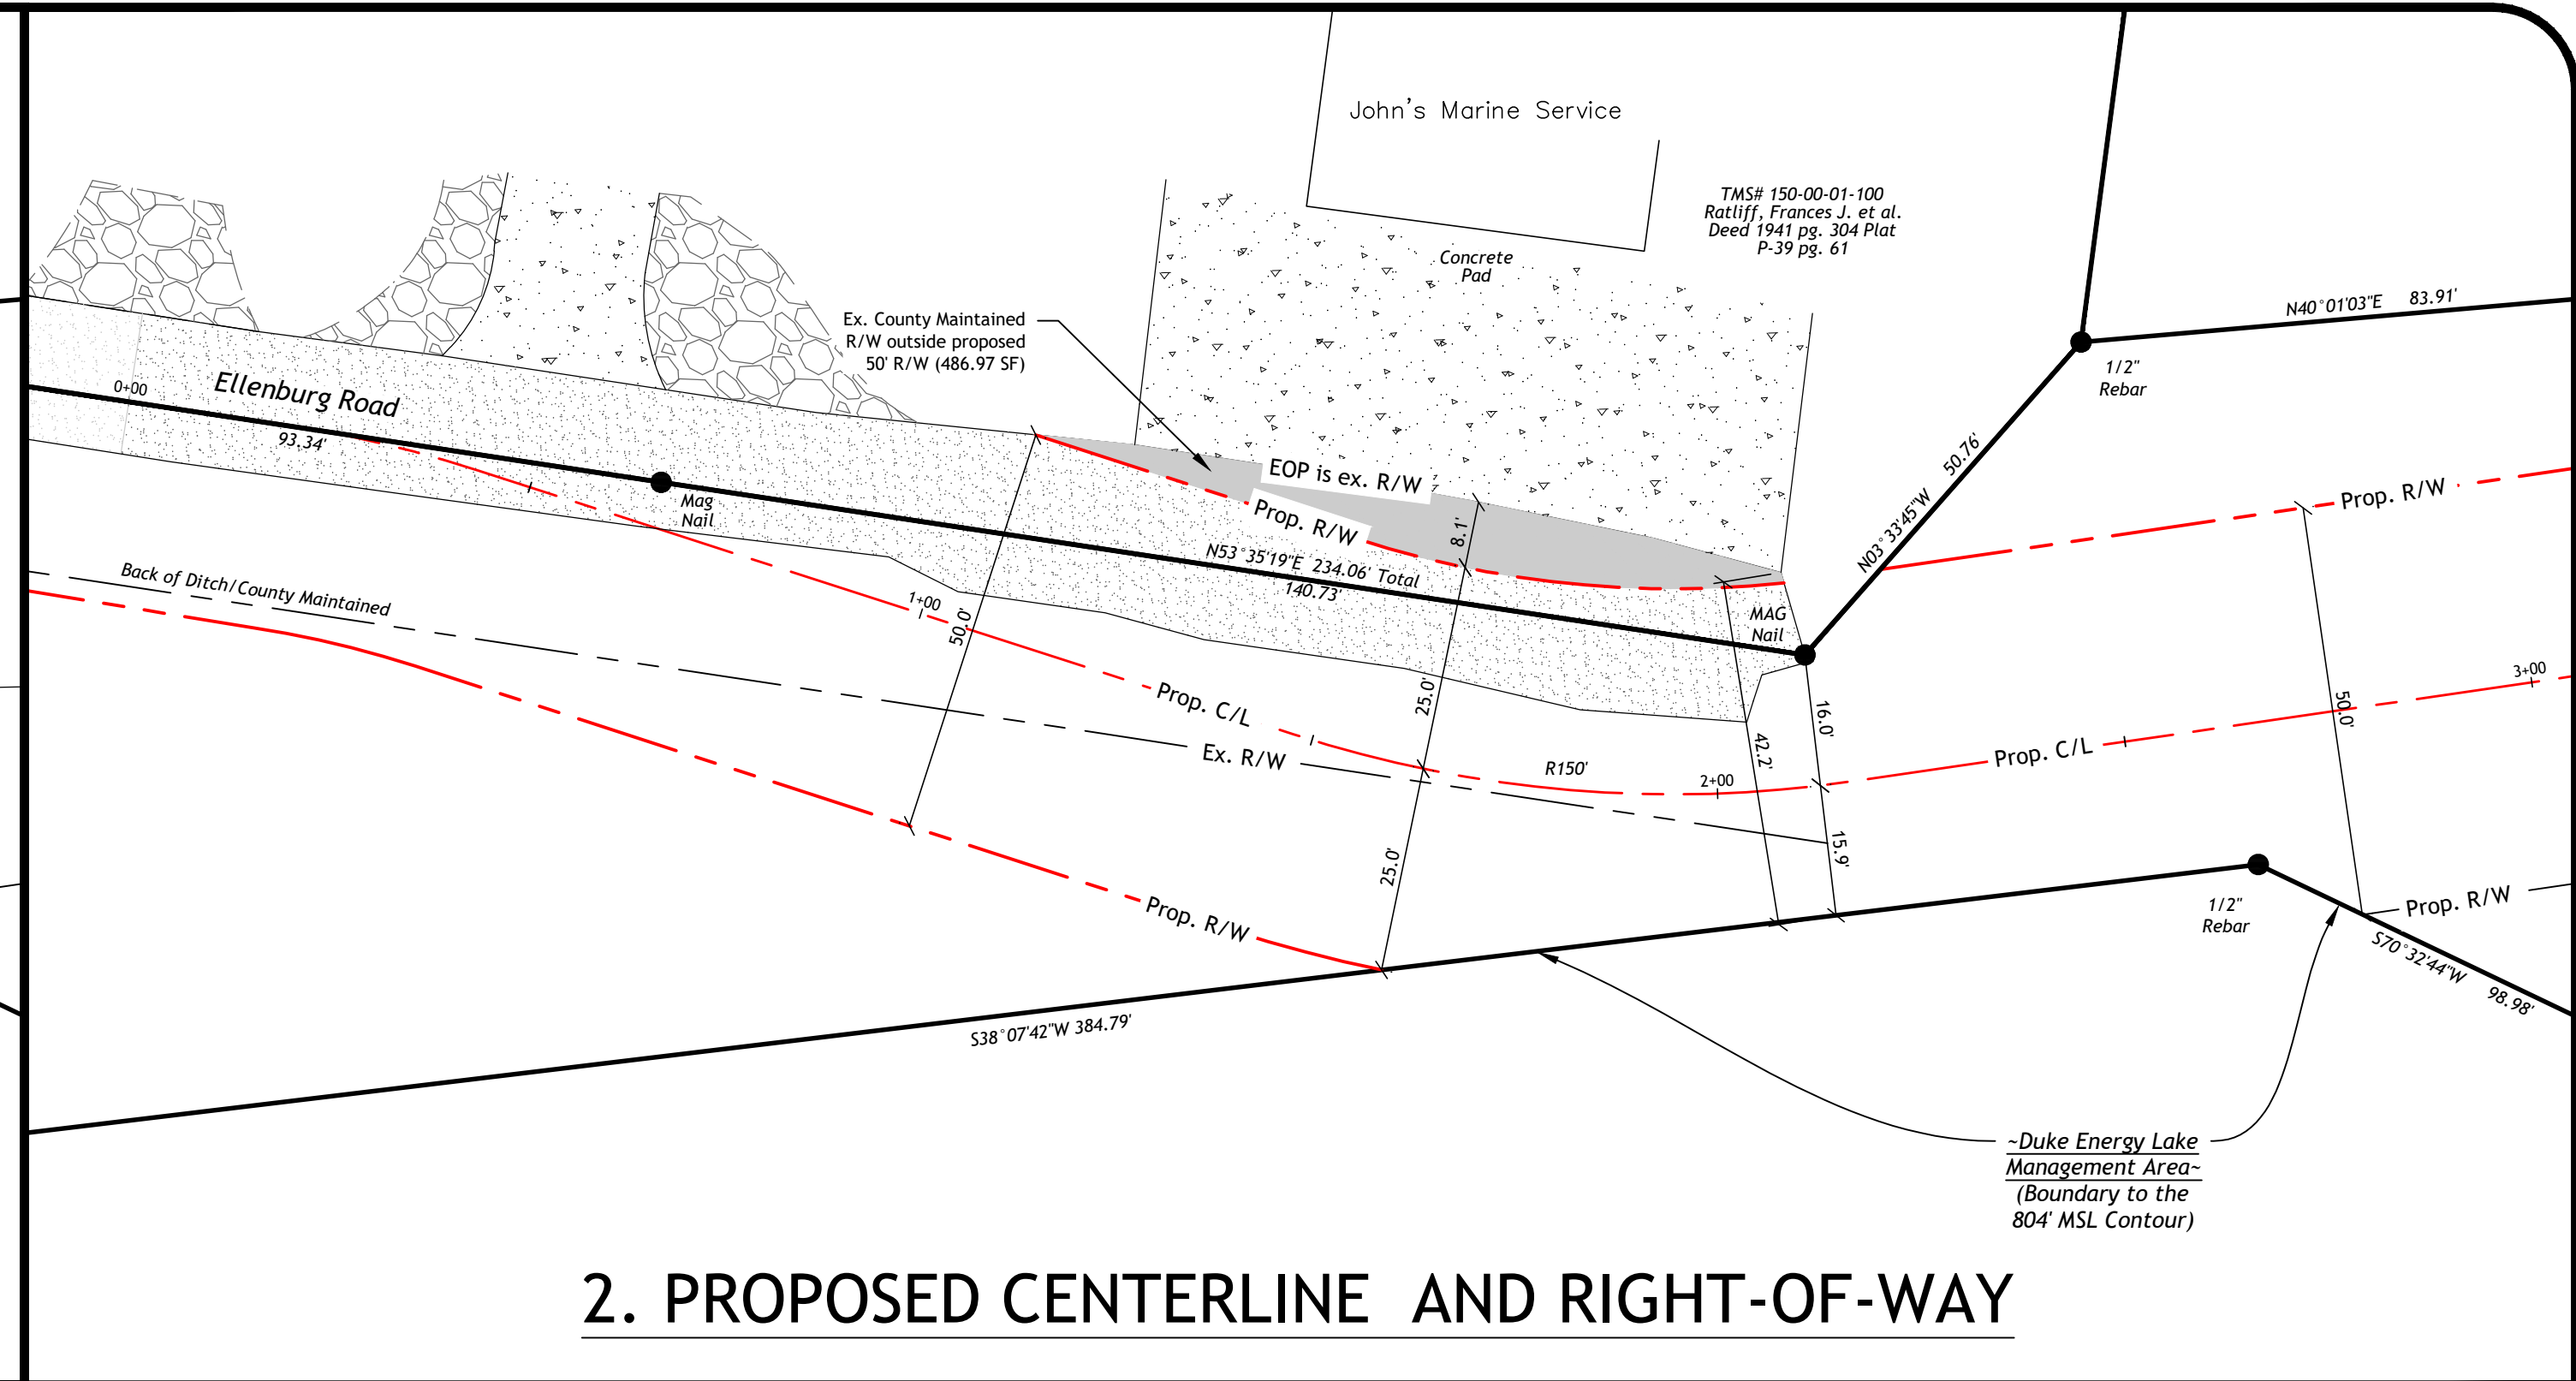 John's Marine Service
TMS# 150-00-01-100
Ratliff, Frances J. et al.
Deed 1941 pg. 304 Plat
P-39 pg. 61
Concrete
Pad
N40°01'03"E 83.91'
Ex. County Maintained
R/W outside proposed
50' R/W (486.97 SF)
1/2"
Rebar
0+00
Ellenburg Road
93.34'
Mag
Nail
EOP is ex. R/W
Prop. R/W
8.1'
N53°35'19"E 234.06' Total
140.73'
N03°33'45"W 50.76'
Prop. R/W
Back of Ditch/County Maintained
1+00
50.0'
MAG
Nail
Prop. C/L
25.0'
Ex. R/W
R150'
2+00
42.2'
16.0'
Prop. C/L
50.0'
3+00
25.0'
15.9'
Prop. R/W
1/2"
Rebar
Prop. R/W
S70°32'44"W 98.98'
S38°07'42"W 384.79'
~Duke Energy Lake
Management Area~
(Boundary to the
804' MSL Contour)
2. PROPOSED CENTERLINE AND RIGHT-OF-WAY